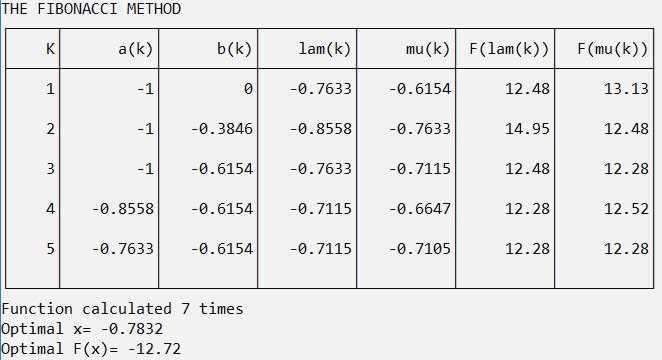 THE FIBONACCI METHOD
K a(k) b(k) lam(k) mu(k) F(lam(k)) F(mu(k))
1 -1 0 -0.7633 -0.6154 12.48 13.13
2 -1 -0.3846 -0.8558 -0.7633 14.95 12.48
3 -1 -0.6154 -0.7633 -0.7115 12.48 12.28
4 -0.8558 -0.6154 -0.7115 -0.6647 12.28 12.52
5 -0.7633 -0.6154 -0.7115 -0.7105 12.28 12.28
Function calculated 7 times
Optimal x= -0.7832
Optimal F(x)= -12.72